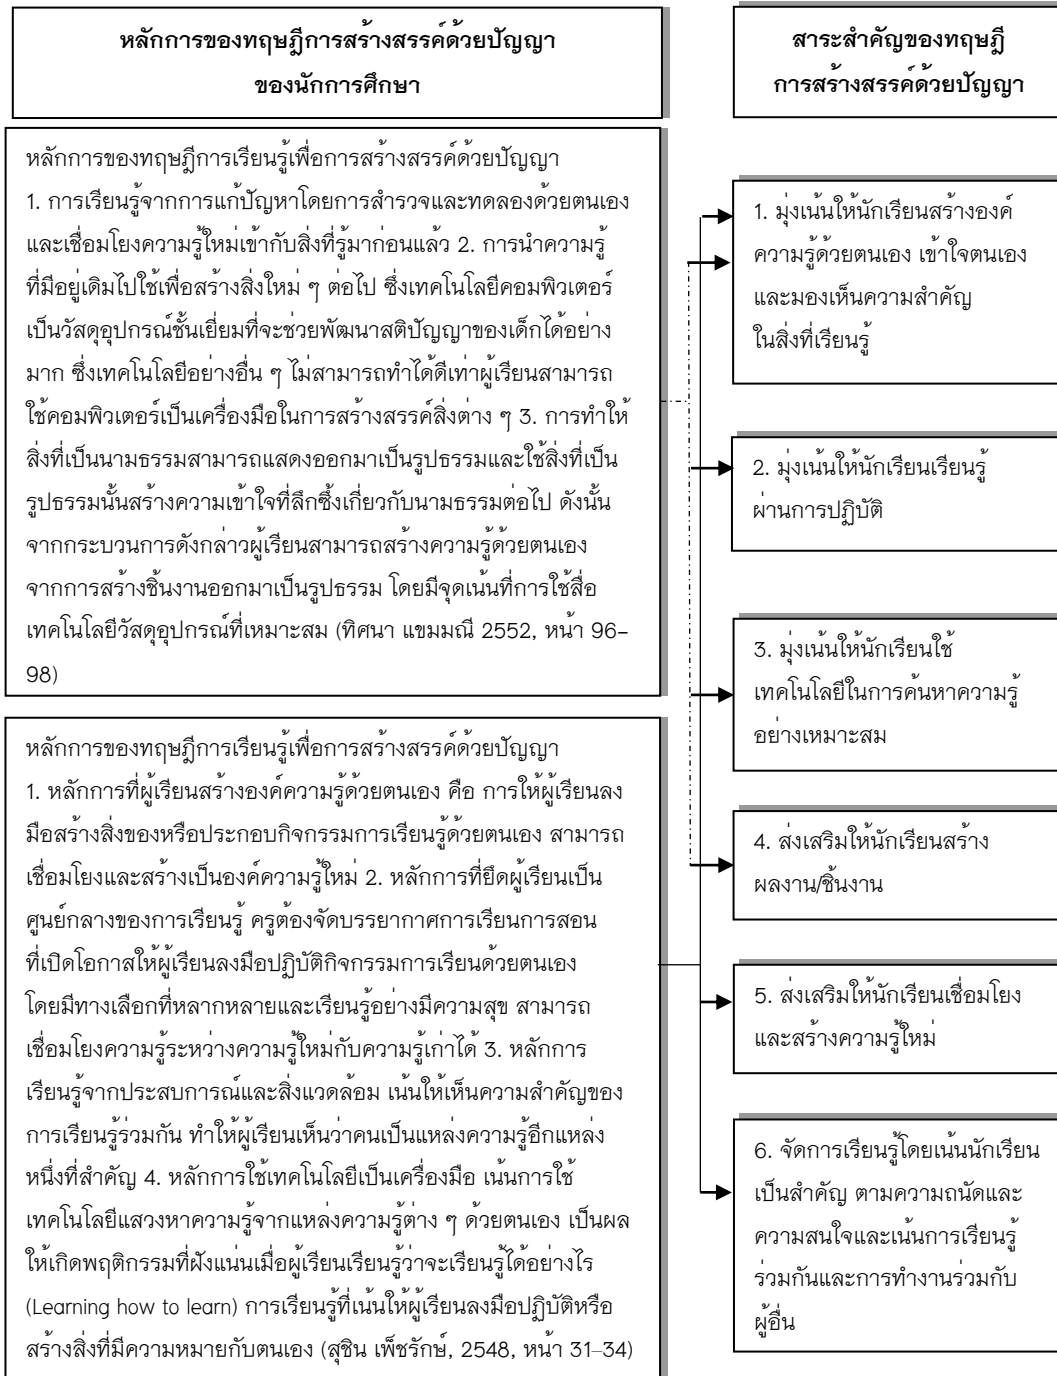 หลักการของทฤษฎีการสร้างสรรค์ด้วยปัญญา
ของนักการศึกษา
หลักการของทฤษฎีการเรียนรู้เพื่อการสร้างสรรค์ด้วยปัญญา
1. การเรียนรู้จากการแก้ปัญหาโดยการสำรวจและทดลองด้วยตนเอง
และเชื่อมโยงความรู้ใหม่เข้ากับสิ่งที่รู้มาก่อนแล้ว 2. การนำความรู้
ที่มีอยู่เดิมไปใช้เพื่อสร้างสิ่งใหม่ ๆ ต่อไป ซึ่งเทคโนโลยีคอมพิวเตอร์
เป็นวัสดุอุปกรณ์ชั้นเยี่ยมที่จะช่วยพัฒนาสติปัญญาของเด็กได้อย่าง
มาก ซึ่งเทคโนโลยีอย่างอื่น ๆ ไม่สามารถทำได้ดีเท่าผู้เรียนสามารถ
ใช้คอมพิวเตอร์เป็นเครื่องมือในการสร้างสรรค์สิ่งต่าง ๆ 3. การทำให้
สิ่งที่เป็นนามธรรมสามารถแสดงออกมาเป็นรูปธรรมและใช้สิ่งที่เป็น
รูปธรรมนั้นสร้างความเข้าใจที่ลึกซึ้งเกี่ยวกับนามธรรมต่อไป ดังนั้น
จากกระบวนการดังกล่าวผู้เรียนสามารถสร้างความรู้ด้วยตนเอง
จากการสร้างชิ้นงานออกมาเป็นรูปธรรม โดยมีจุดเน้นที่การใช้สื่อ
เทคโนโลยีวัสดุอุปกรณ์ที่เหมาะสม (ทิศนา แขมมณี 2552, หน้า 96–
98)
หลักการของทฤษฎีการเรียนรู้เพื่อการสร้างสรรค์ด้วยปัญญา
1. หลักการที่ผู้เรียนสร้างองค์ความรู้ด้วยตนเอง คือ การให้ผู้เรียนลง
มือสร้างสิ่งของหรือประกอบกิจกรรมการเรียนรู้ด้วยตนเอง สามารถ
เชื่อมโยงและสร้างเป็นองค์ความรู้ใหม่ 2. หลักการที่ยึดผู้เรียนเป็น
ศูนย์กลางของการเรียนรู้ ครูต้องจัดบรรยากาศการเรียนการสอน
ที่เปิดโอกาสให้ผู้เรียนลงมือปฏิบัติกิจกรรมการเรียนด้วยตนเอง
โดยมีทางเลือกที่หลากหลายและเรียนรู้อย่างมีความสุข สามารถ
เชื่อมโยงความรู้ระหว่างความรู้ใหม่กับความรู้เก่าได้ 3. หลักการ
เรียนรู้จากประสบการณ์และสิ่งแวดล้อม เน้นให้เห็นความสำคัญของ
การเรียนรู้ร่วมกัน ทำให้ผู้เรียนเห็นว่าคนเป็นแหล่งความรู้อีกแหล่ง
หนึ่งที่สำคัญ 4. หลักการใช้เทคโนโลยีเป็นเครื่องมือ เน้นการใช้
เทคโนโลยีแสวงหาความรู้จากแหล่งความรู้ต่าง ๆ ด้วยตนเอง เป็นผล
ให้เกิดพฤติกรรมที่ฝังแน่นเมื่อผู้เรียนเรียนรู้ว่าจะเรียนรู้ได้อย่างไร
(Learning how to learn) การเรียนรู้ที่เน้นให้ผู้เรียนลงมือปฏิบัติหรือ
สร้างสิ่งที่มีความหมายกับตนเอง (สุชิน เพ็ชรักษ์, 2548, หน้า 31–34)
สาระสำคัญของทฤษฎี
การสร้างสรรค์ด้วยปัญญา
1. มุ่งเน้นให้นักเรียนสร้างองค์
ความรู้ด้วยตนเอง เข้าใจตนเอง
และมองเห็นความสำคัญ
ในสิ่งที่เรียนรู้
2. มุ่งเน้นให้นักเรียนเรียนรู้
ผ่านการปฏิบัติ
3. มุ่งเน้นให้นักเรียนใช้
เทคโนโลยีในการค้นหาความรู้
อย่างเหมาะสม
4. ส่งเสริมให้นักเรียนสร้าง
ผลงาน/ชิ้นงาน
5. ส่งเสริมให้นักเรียนเชื่อมโยง
และสร้างความรู้ใหม่
6. จัดการเรียนรู้โดยเน้นนักเรียน
เป็นสำคัญ ตามความถนัดและ
ความสนใจและเน้นการเรียนรู้
ร่วมกันและการทำงานร่วมกับ
ผู้อื่น